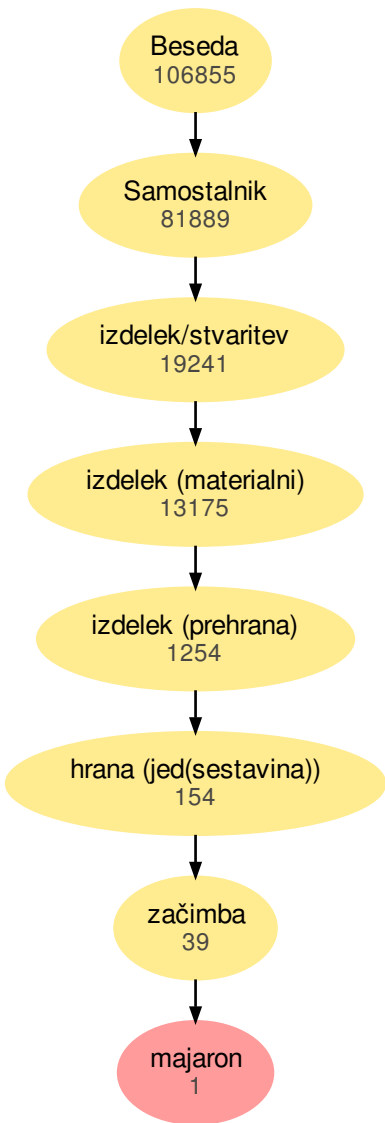 Beseda
106855
Samostalnik
81889
izdelek/stvaritev
19241
izdelek (materialni)
13175
izdelek (prehrana)
1254
hrana (jed(sestavina))
154
začimba
39
majaron
1